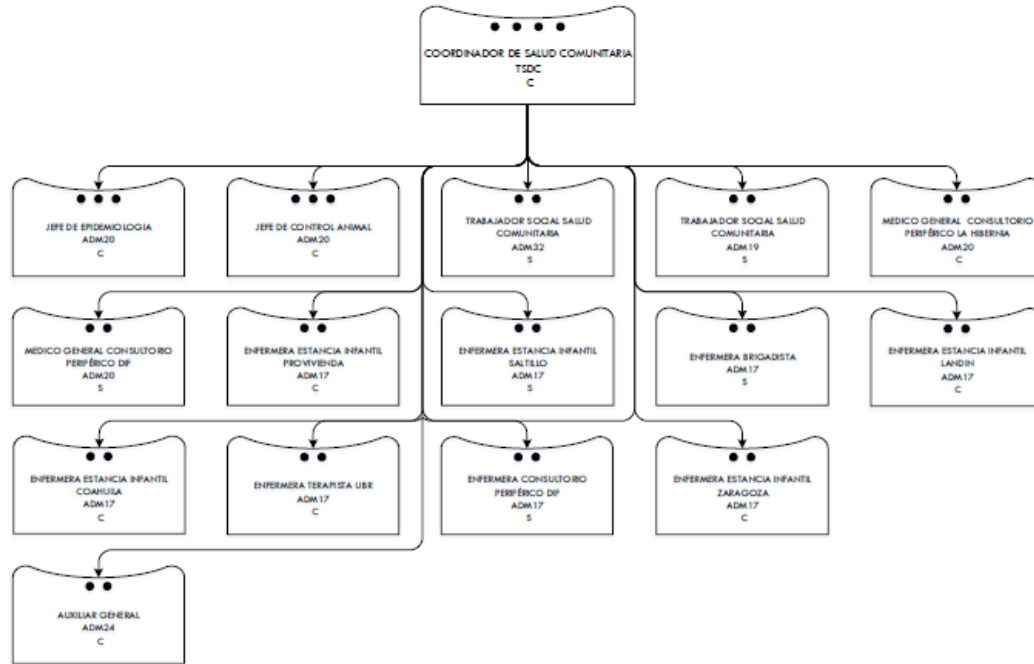 COORDINADOR DE SALUD COMUNITARIA
TSDC
C
JEFE DE EPIDEMIOLOGIA
ADM20
C
JEFE DE CONTROL ANIMAL
ADM20
C
TRABAJADOR SOCIAL SALUD
COMUNITARIA
ADM32
S
TRABAJADOR SOCIAL SALUD
COMUNITARIA
ADM19
S
MEDICO GENERAL CONSULTORIO
PERIFÉRICO LA HIBERNIA
ADM20
C
MEDICO GENERAL CONSULTORIO
PERIFÉRICO DIF
ADM20
S
ENFERMERA ESTANCIA INFANTIL
PROVIVIENDA
ADM17
C
ENFERMERA ESTANCIA INFANTIL
SALTILLO
ADM17
S
ENFERMERA BRIGADISTA
ADM17
S
ENFERMERA ESTANCIA INFANTIL
LANDIN
ADM17
C
ENFERMERA ESTANCIA INFANTIL
COAHUILA
ADM17
C
ENFERMERA TERAPISTA UBR
ADM17
C
ENFERMERA CONSULTORIO
PERIFÉRICO DIF
ADM17
S
ENFERMERA ESTANCIA INFANTIL
ZARAGOZA
ADM17
C
AUXILIAR GENERAL
ADM24
C